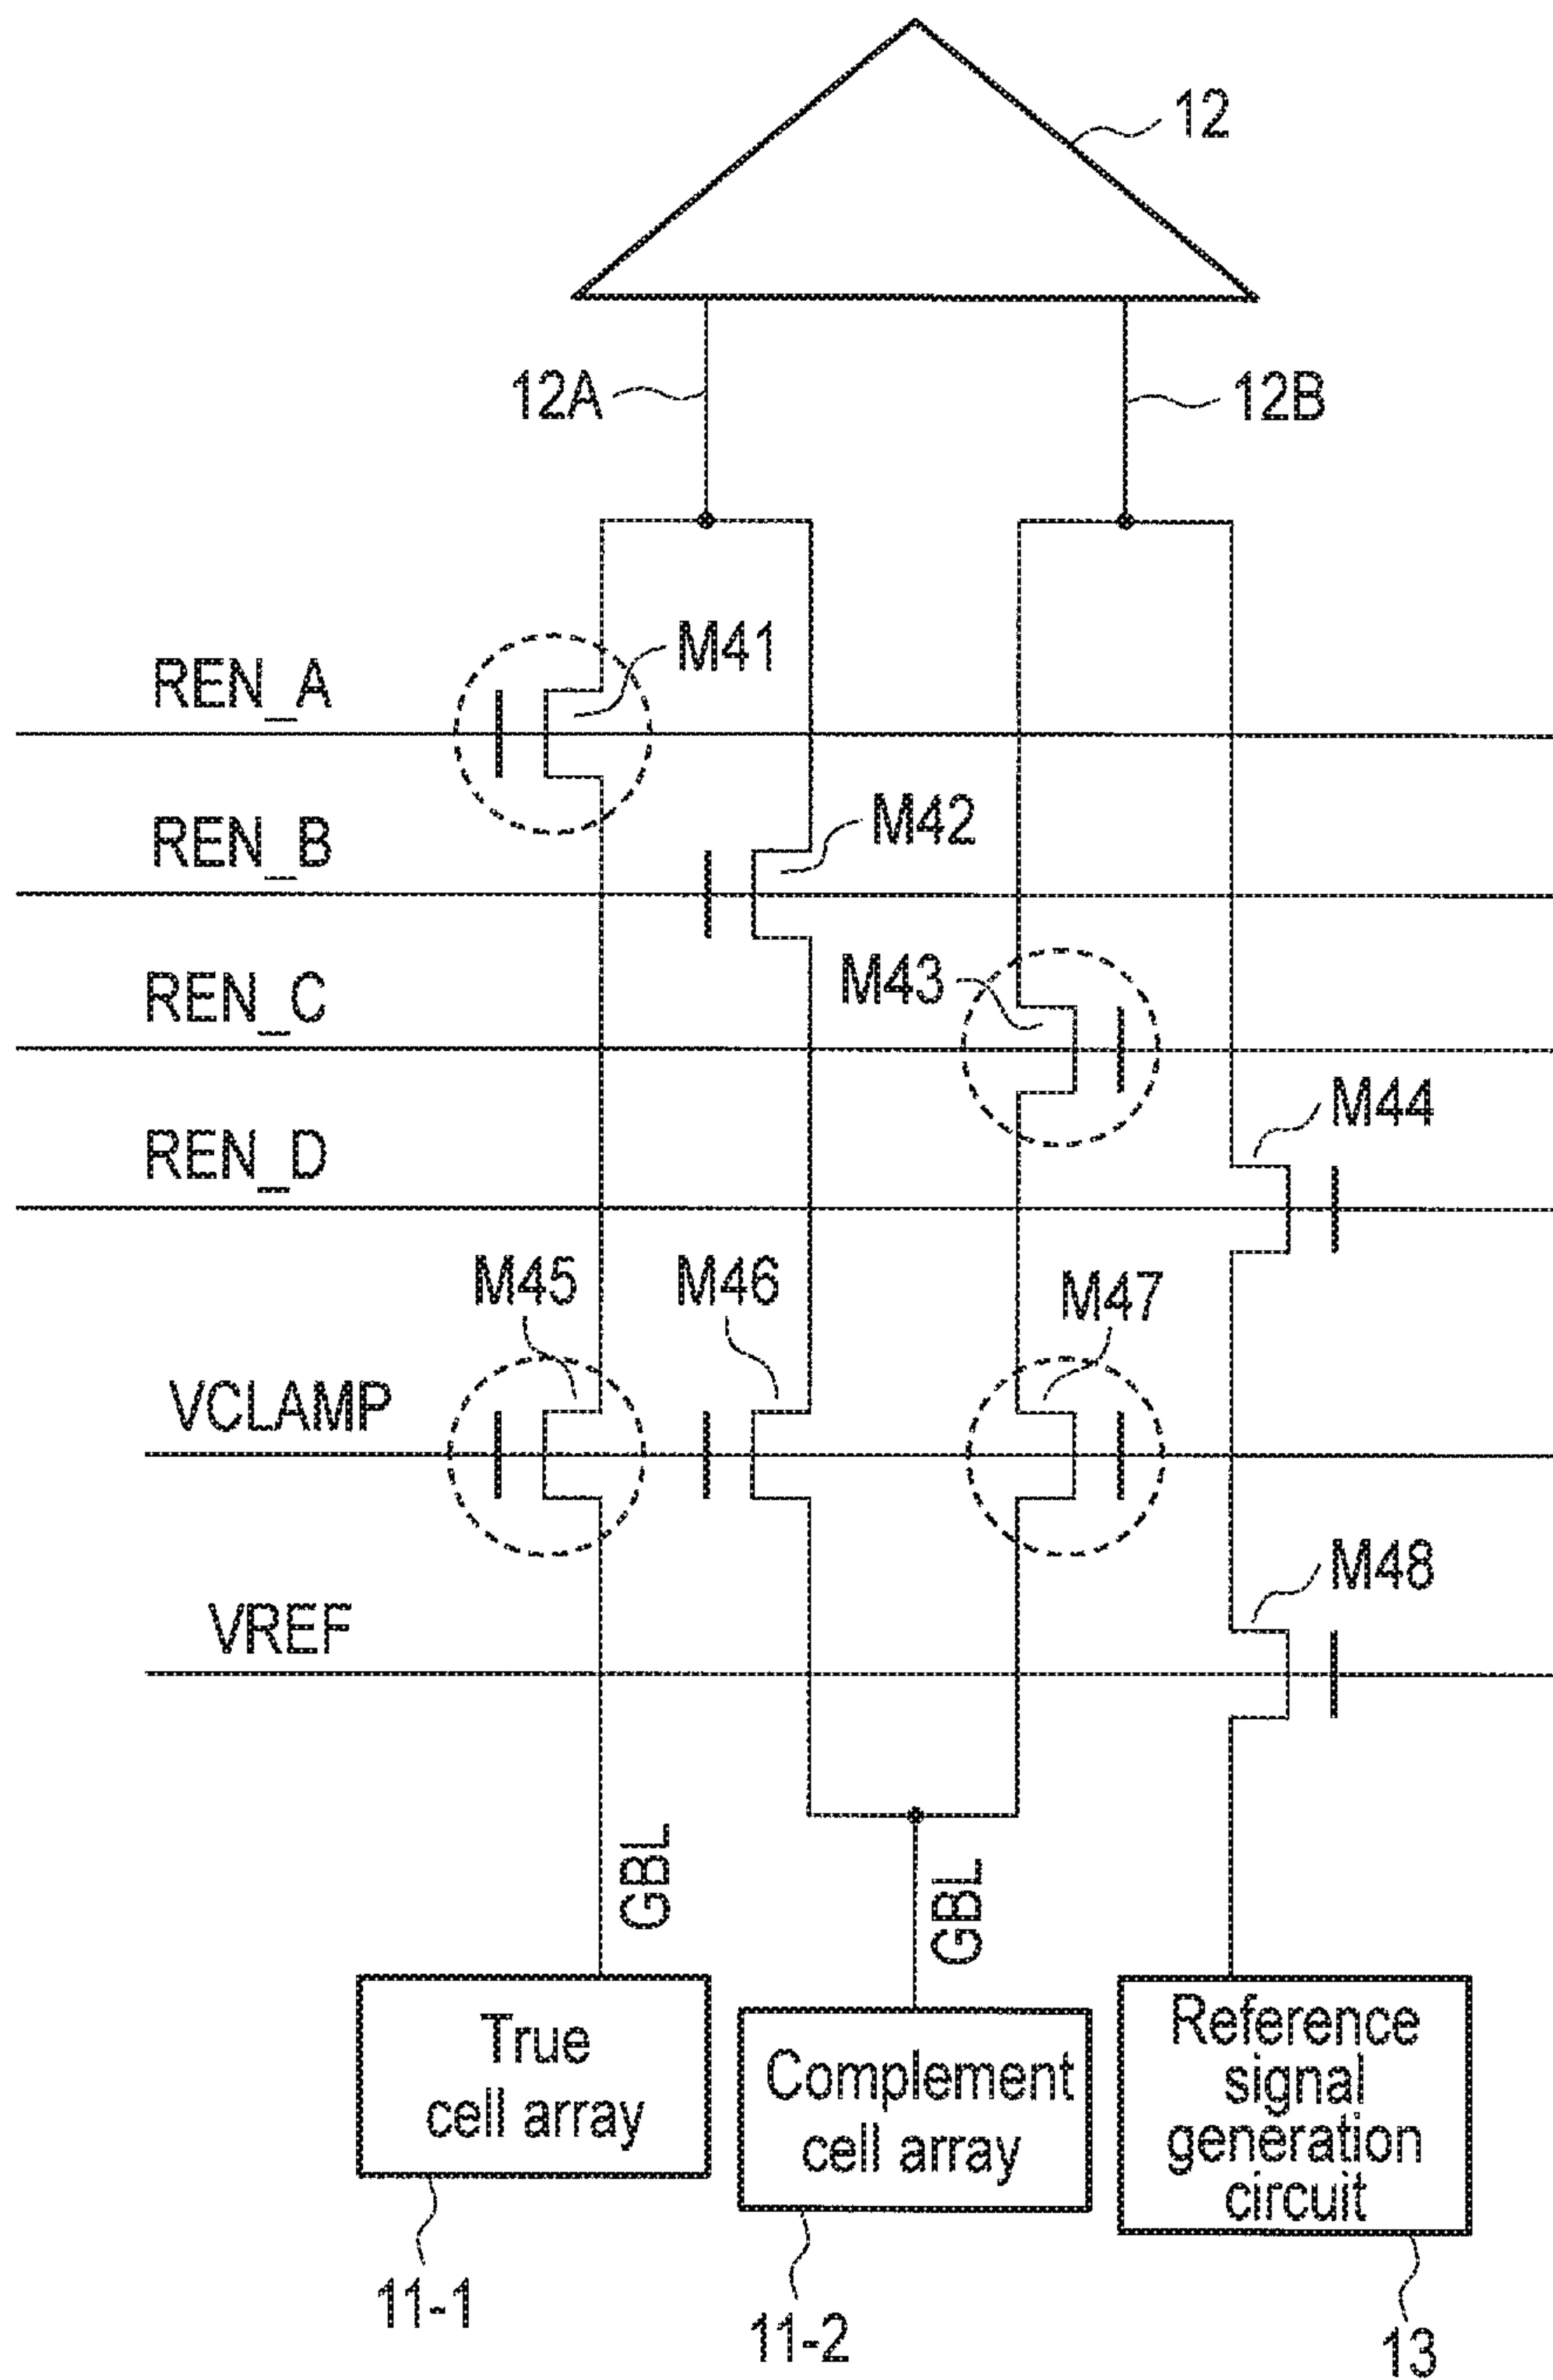 12
12A
12B
M41
REN_A
M42
REN_B
M43
REN_C
M44
REN_D
M45
M46
M47
VCLAMP
M48
VREF
GBL
GBL
True
cell array
Complement
cell array
Reference
signal
generation
circuit
11-1
11-2
13